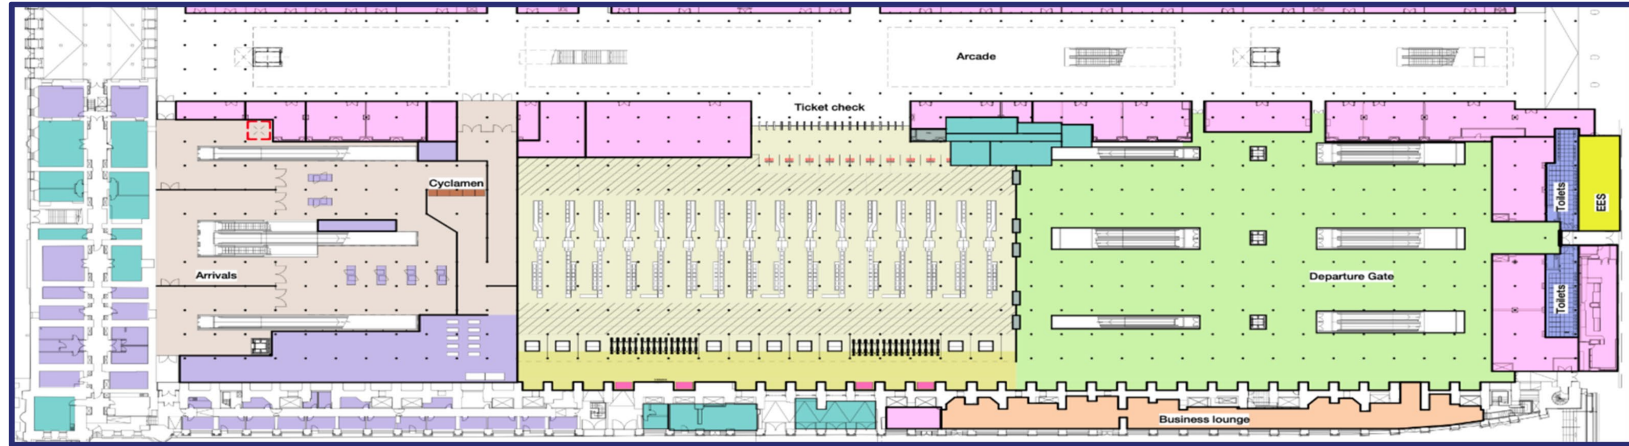 Arcade
Ticket check
Cyclamen
Toilets
EES
Arrivals
Departure Gate
Toilets
Business lounge